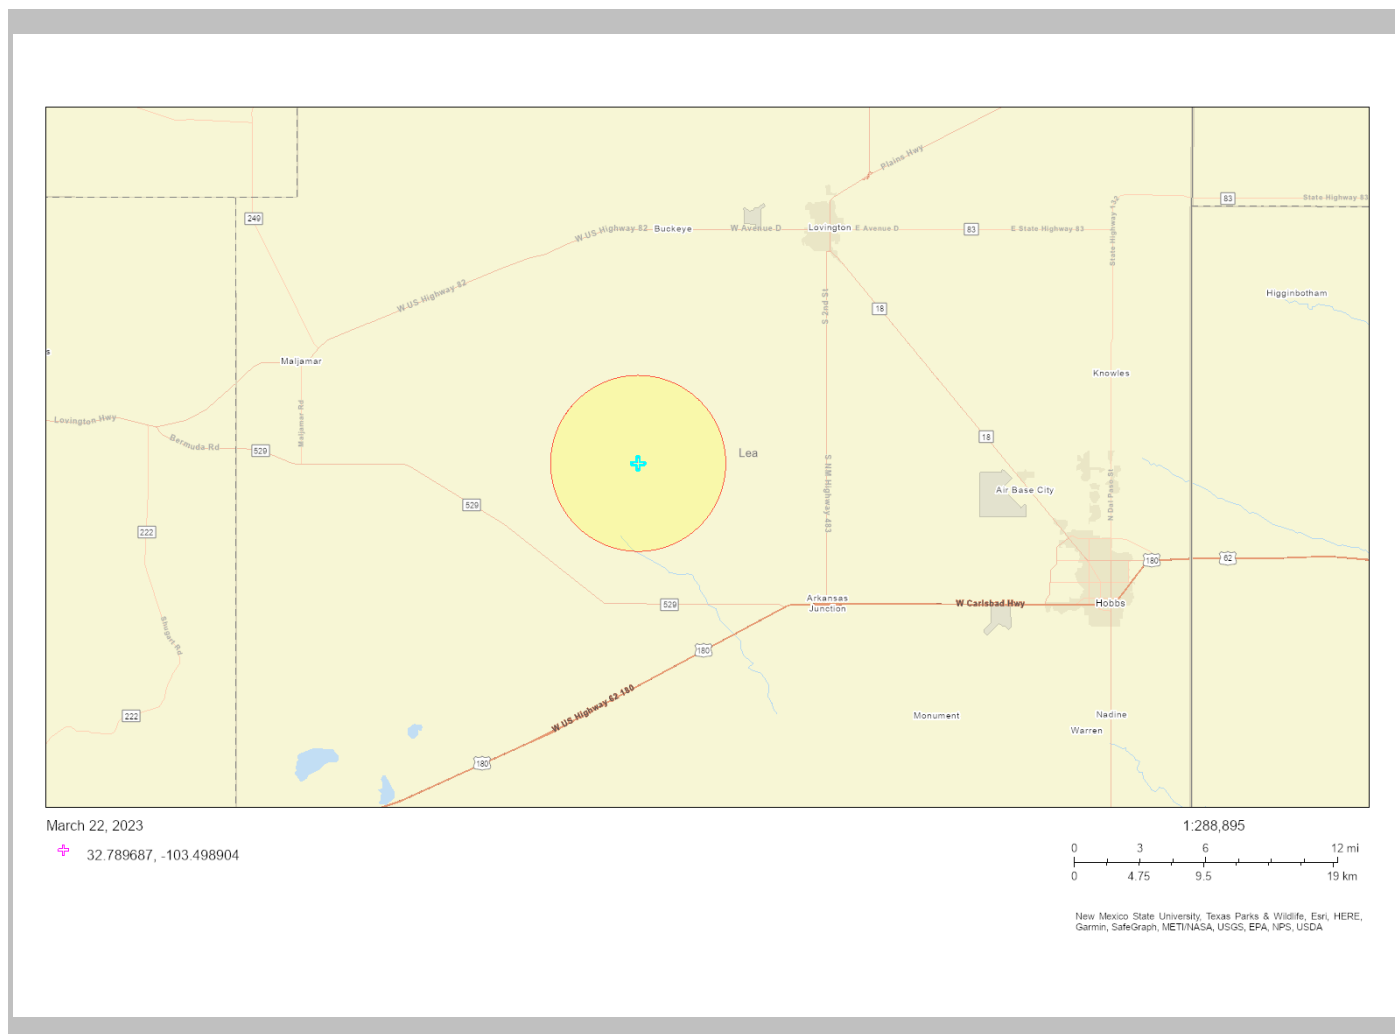 Plains Hwy
249
83
State Highway 83
State Highway 132
W US Highway 82
Buckeye
W Avenue D
Lovington
E Avenue D
83
E State Highway 83
W US Highway 82
S 2nd St
18
Higginbotham
s
Maljamar
Knowles
Maljamar Rd
Lovington Hwy
Bermuda Rd
529
Lea
18
S NM Highway 483
529
Air Base City
N Dal Paso St
222
180
62
529
Arkansas
Junction
W Carlsbad Hwy
Hobbs
Shugart Rd
180
W US Highway 62 180
222
Monument
Nadine
Warren
180
March 22, 2023
32.789687, -103.498904
1:288,895
0 3 6 12 mi
0 4.75 9.5 19 km
New Mexico State University, Texas Parks & Wildlife, Esri, HERE,
Garmin, SafeGraph, METI/NASA, USGS, EPA, NPS, USDA